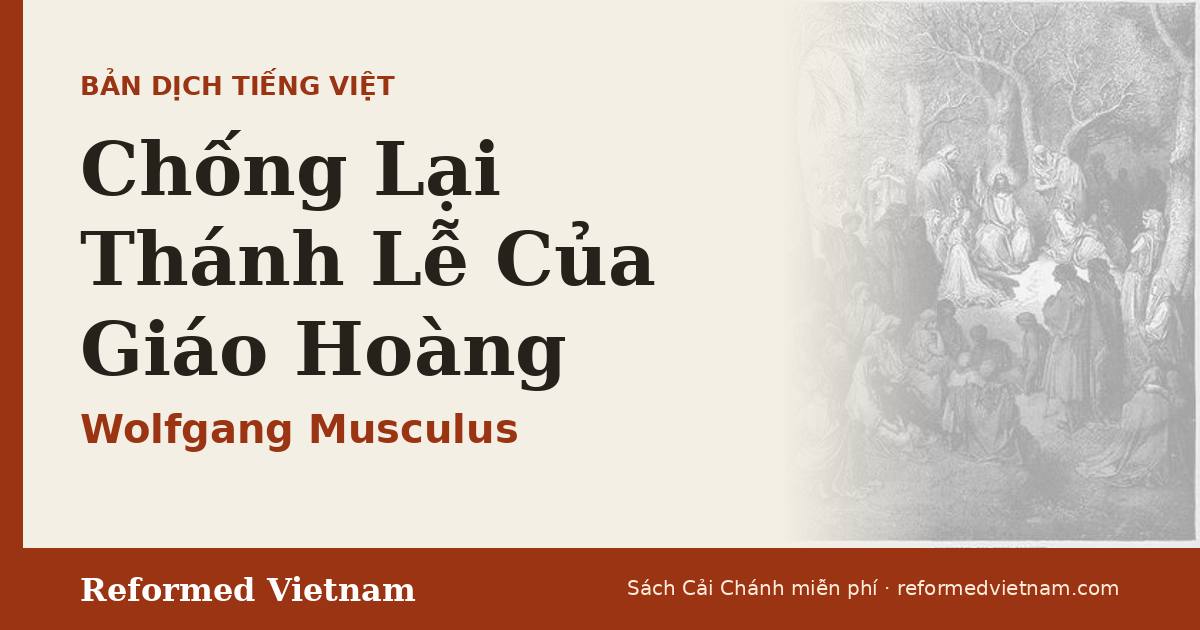 BẢN DỊCH TIẾNG VIỆT
Chống Lại
Thánh Lễ Của
Giáo Hoàng
Wolfgang Musculus
Reformed Vietnam
Sách Cải Chánh miễn phí · reformedvietnam.com